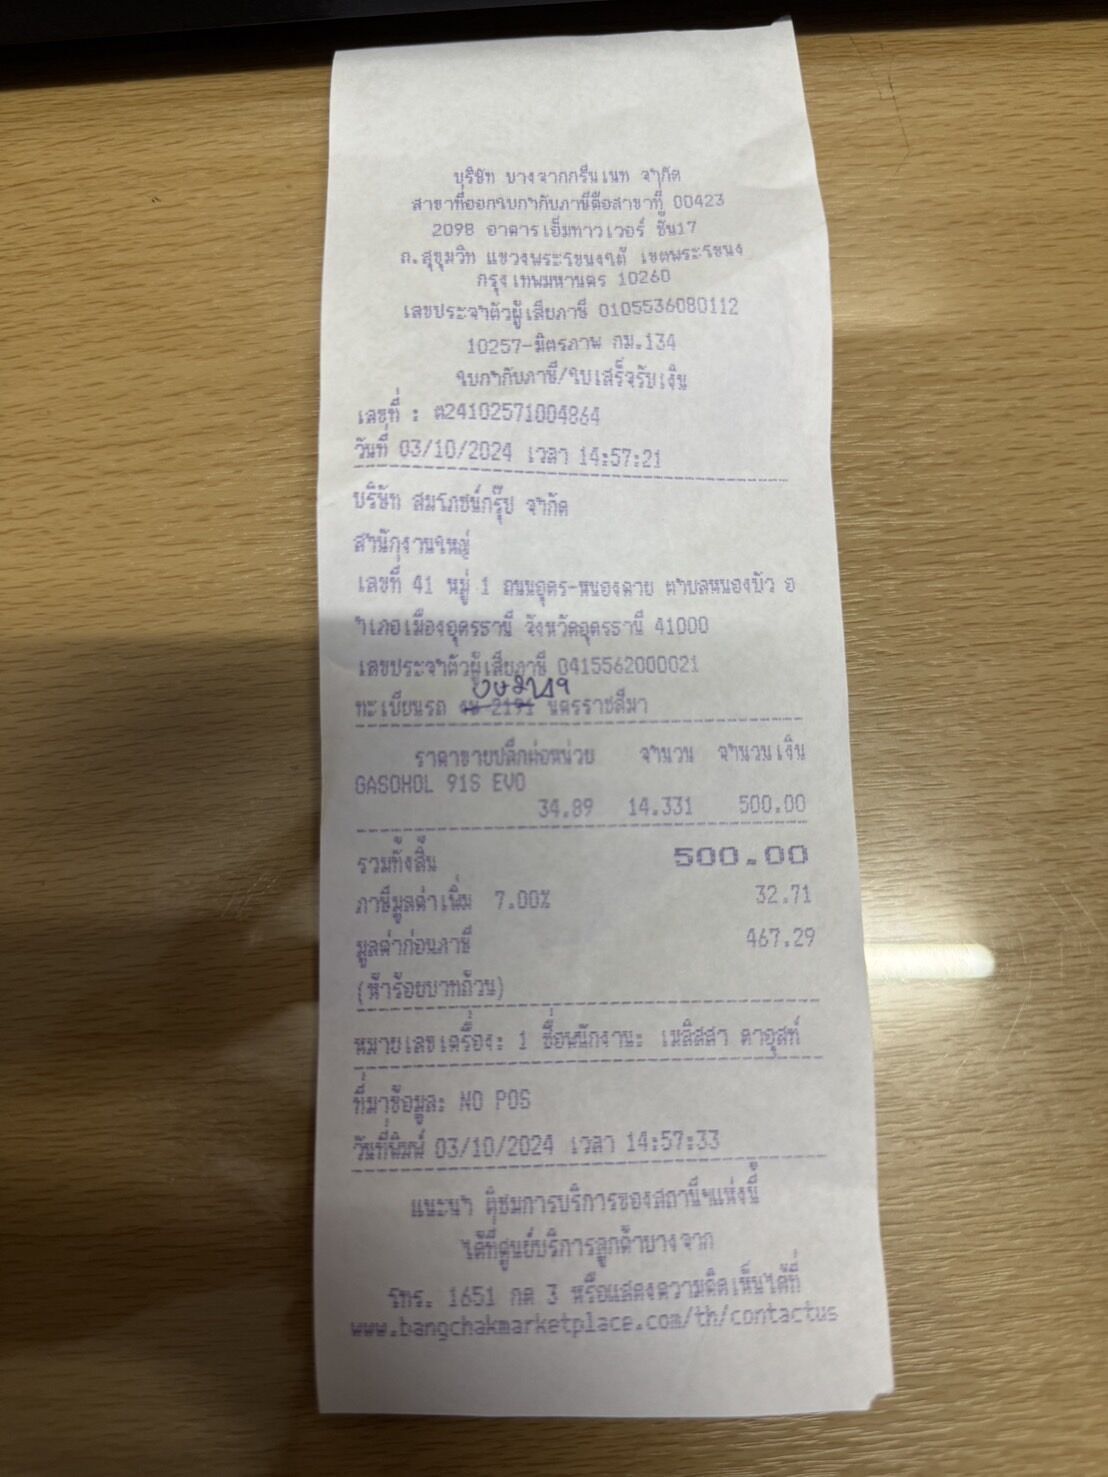 บริษัท บางจากกรีนเนท จำกัด
สาขาที่ออกใบกำกับภาษีคือสาขาที่ 00423
2098 อาคารเอ็มทาวเวอร์ ชั้น17
ถ.สุขุมวิท แขวงพระโขนงใต้ เขตพระโขนง
กรุงเทพมหานคร 10260
เลขประจำตัวผู้เสียภาษี 0105536080112
10257-มิตรภาพ กม.134
ใบกำกับภาษี/ใบเสร็จรับเงิน
เลขที่ : ต24102571004864
วันที่ 03/10/2024 เวลา 14:57:21
บริษัท สมโภชน์กรุ๊ป จำกัด
สำนักงานใหญ่
เลขที่ 41 หมู่ 1 ถนนอุดร-หนองคาย ตำบลหนองบัว อ
ำเภอเมืองอุดรธานี จังหวัดอุดรธานี 41000
เลขประจำตัวผู้เสียภาษี 0415562000021
ทะเบียนรถ 2191 นครราชสีมา
ราคาขายปลีกต่อหน่วย จำนวน จำนวนเงิน
GASOHOL 91S EVO
34.89 14.331 500.00
รวมทั้งสิ้น 500.00
ภาษีมูลค่าเพิ่ม 7.00% 32.71
มูลค่าก่อนภาษี 467.29
(ห้าร้อยบาทถ้วน)
หมายเลขเครื่อง: 1 ชื่อพนักงาน: เมลิสสา
ที่มาข้อมูล: NO POS
วันที่พิมพ์ 03/10/2024 เวลา 14:57:33
แนะนำ ติชมการบริการของสถานีฯแห่งนี้
ได้ที่ศูนย์บริการลูกค้าบางจาก
โทร. 1651 กด 3 หรือแสดงความคิดเห็นได้ที่
www.bangchakmarketplace.com/th/contactus